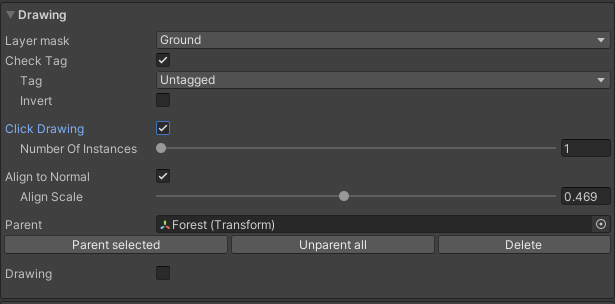 Drawing
Layer mask Ground
Check Tag
Tag Untagged
Invert
Click Drawing
Number Of Instances 1
Align to Normal
Align Scale 0.469
Parent Forest (Transform)
Parent selected Unparent all Delete
Drawing